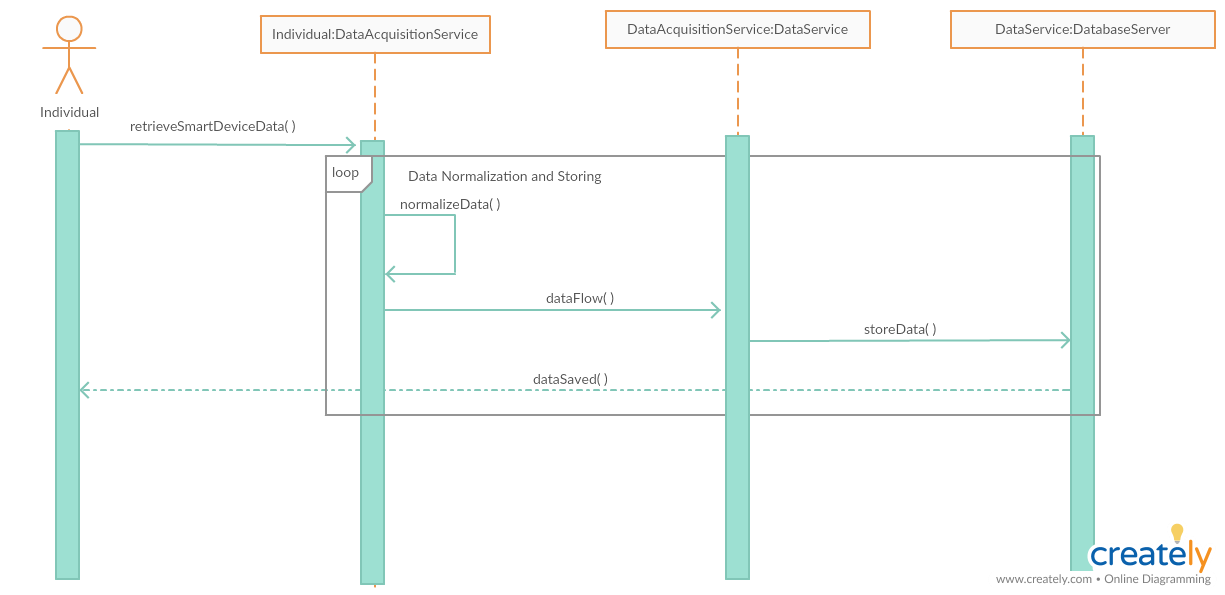 Individual:DataAcquisitionService
DataAcquisitionService:DataService
DataService:DatabaseServer
Individual
retrieveSmartDeviceData( )
loop
Data Normalization and Storing
normalizeData( )
dataFlow( )
storeData( )
dataSaved( )
creately
www.creately.com • Online Diagramming